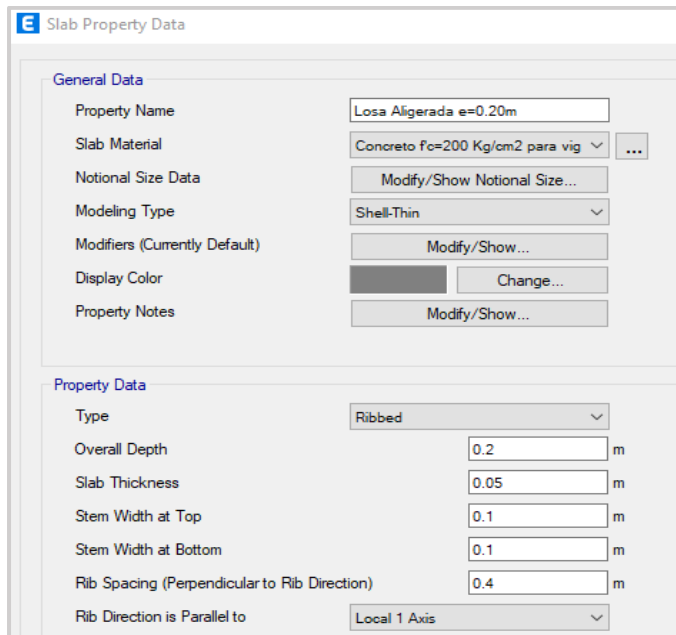 E Slab Property Data
General Data
Property Name Losa Aligerada e=0.20m
Slab Material Concreto f'c=200 Kg/cm2 para vig ...
Notional Size Data Modify/Show Notional Size...
Modeling Type Shell-Thin
Modifiers (Currently Default) Modify/Show...
Display Color Change...
Property Notes Modify/Show...
Property Data
Type Ribbed
Overall Depth 0.2 m
Slab Thickness 0.05 m
Stem Width at Top 0.1 m
Stem Width at Bottom 0.1 m
Rib Spacing (Perpendicular to Rib Direction) 0.4 m
Rib Direction is Parallel to Local 1 Axis